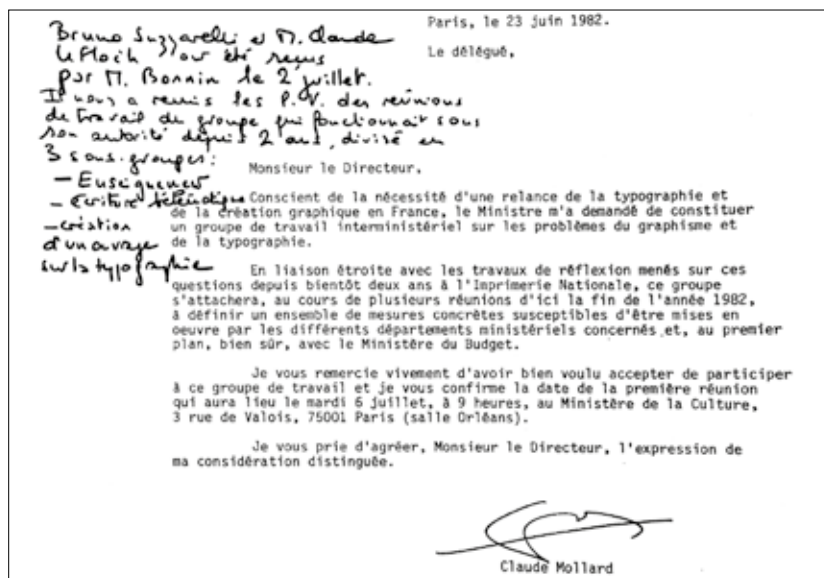 Paris, le 23 juin 1982.
Le délégué,
Bruno Suzzarelli et M. Claude
le Floch ont été reçus
par M. Bonnin le 2 juillet.
Il nous a remis les P.V. des réunions
de travail du groupe qui fonctionnait sous
son autorité depuis 2 ans, divisé en
3 sous-groupes :
— Enseignement
— écriture télématique
— création
d'un ouvrage
sur la typographie
Monsieur le Directeur,
Conscient de la nécessité d'une relance de la typographie et
de la création graphique en France, le Ministre m'a demandé de constituer
un groupe de travail interministériel sur les problèmes du graphisme et
de la typographie.
En liaison étroite avec les travaux de réflexion menés sur ces
questions depuis bientôt deux ans à l'Imprimerie Nationale, ce groupe
s'attachera, au cours de plusieurs réunions d'ici la fin de l'année 1982,
à définir un ensemble de mesures concrètes susceptibles d'être mises en
oeuvre par les différents départements ministériels concernés et, au premier
plan, bien sûr, avec le Ministère du Budget.
Je vous remercie vivement d'avoir bien voulu accepter de participer
à ce groupe de travail et je vous confirme la date de la première réunion
qui aura lieu le mardi 6 juillet, à 9 heures, au Ministère de la Culture,
3 rue de Valois, 75001 Paris (salle Orléans).
Je vous prie d'agréer, Monsieur le Directeur, l'expression de
ma considération distinguée.
Claude Mollard